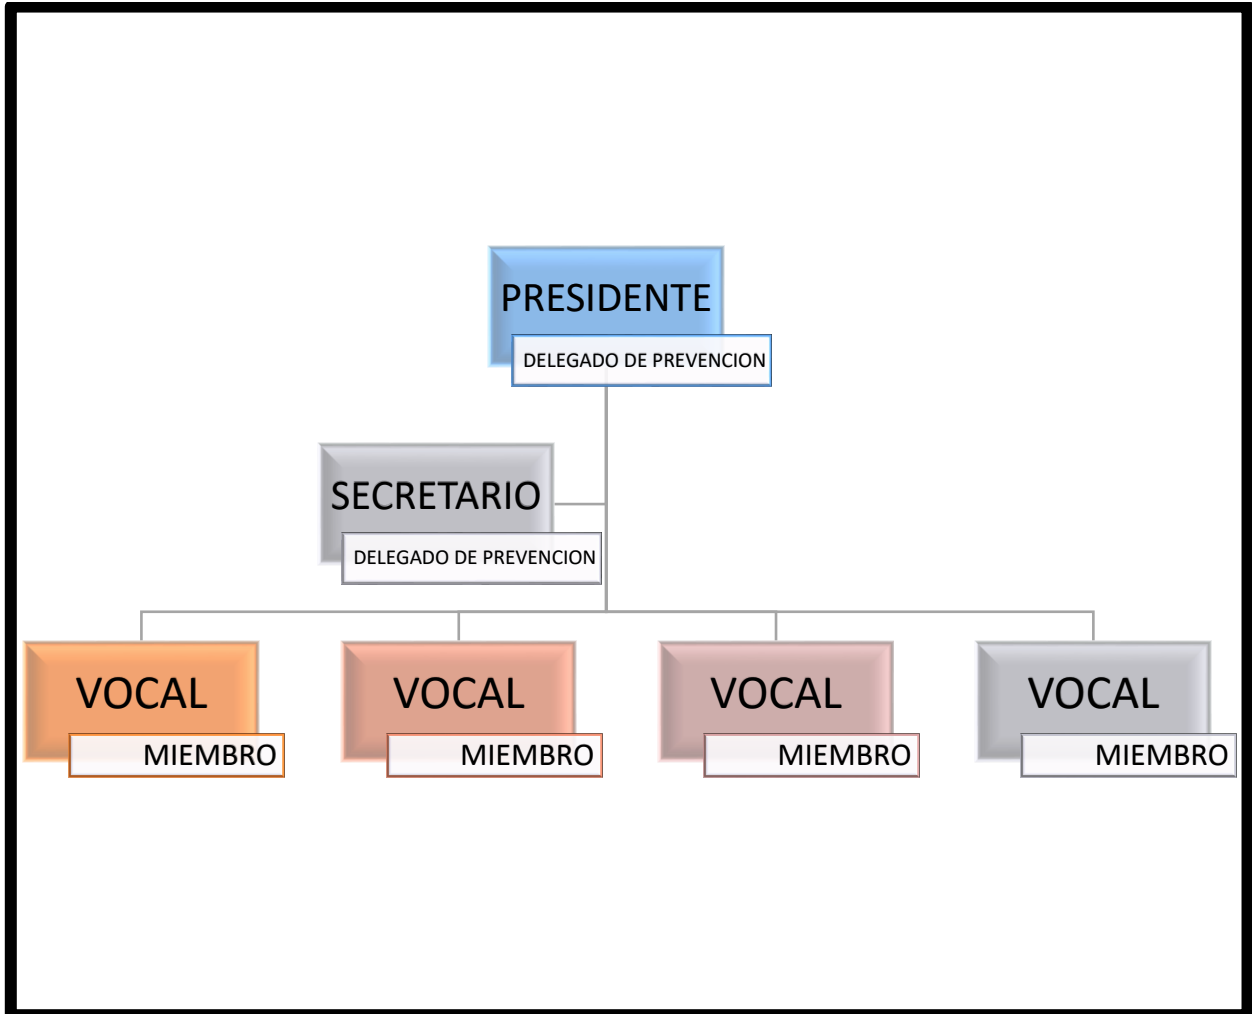 PRESIDENTE
DELEGADO DE PREVENCION
SECRETARIO
DELEGADO DE PREVENCION
VOCAL
MIEMBRO
VOCAL
MIEMBRO
VOCAL
MIEMBRO
VOCAL
MIEMBRO